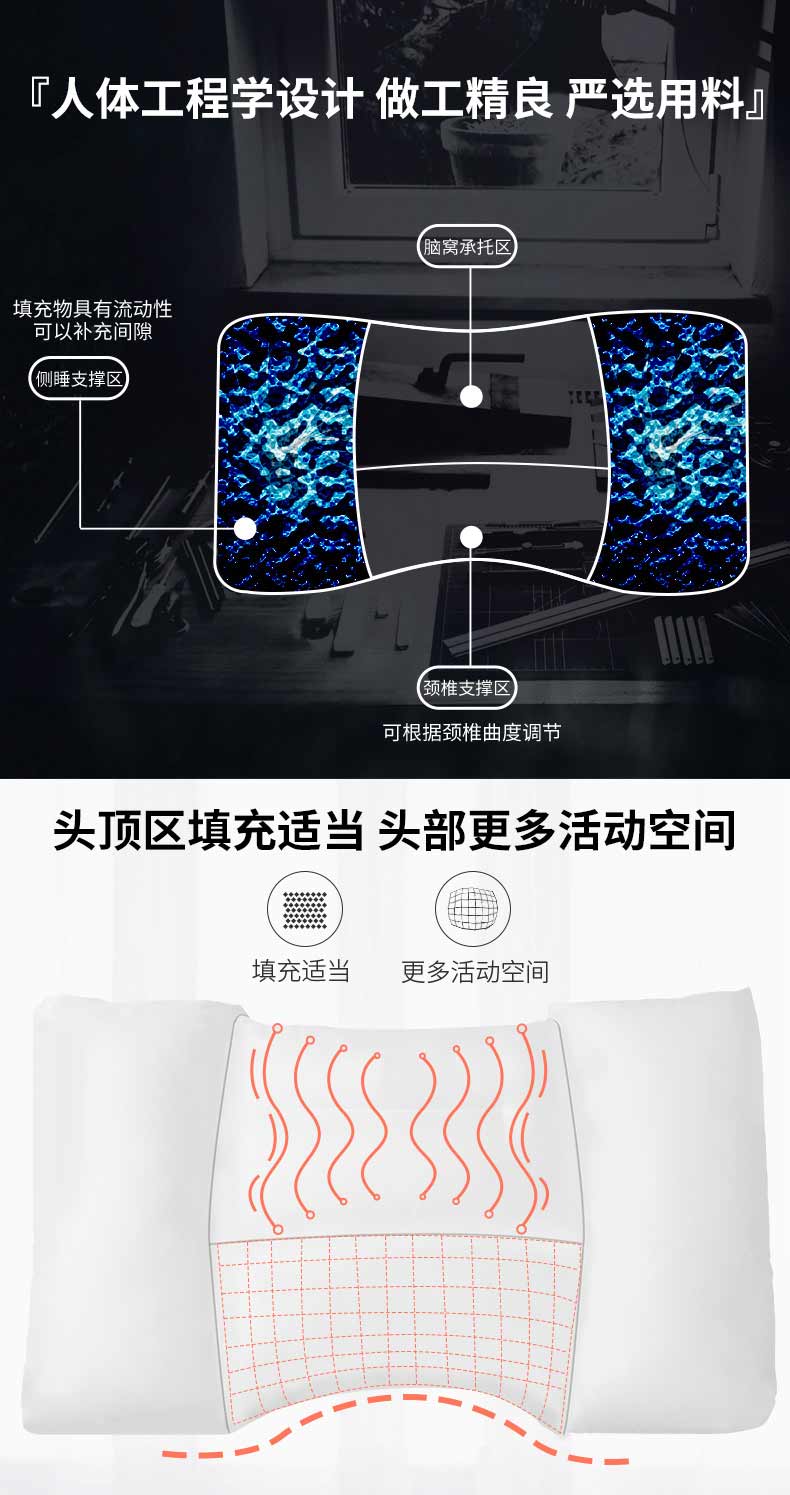 『人体工程学设计 做工精良 严选用料』
脑窝承托区
填充物具有流动性
可以补充间隙
侧睡支撑区
颈椎支撑区
可根据颈椎曲度调节
头顶区填充适当 头部更多活动空间
填充适当
更多活动空间